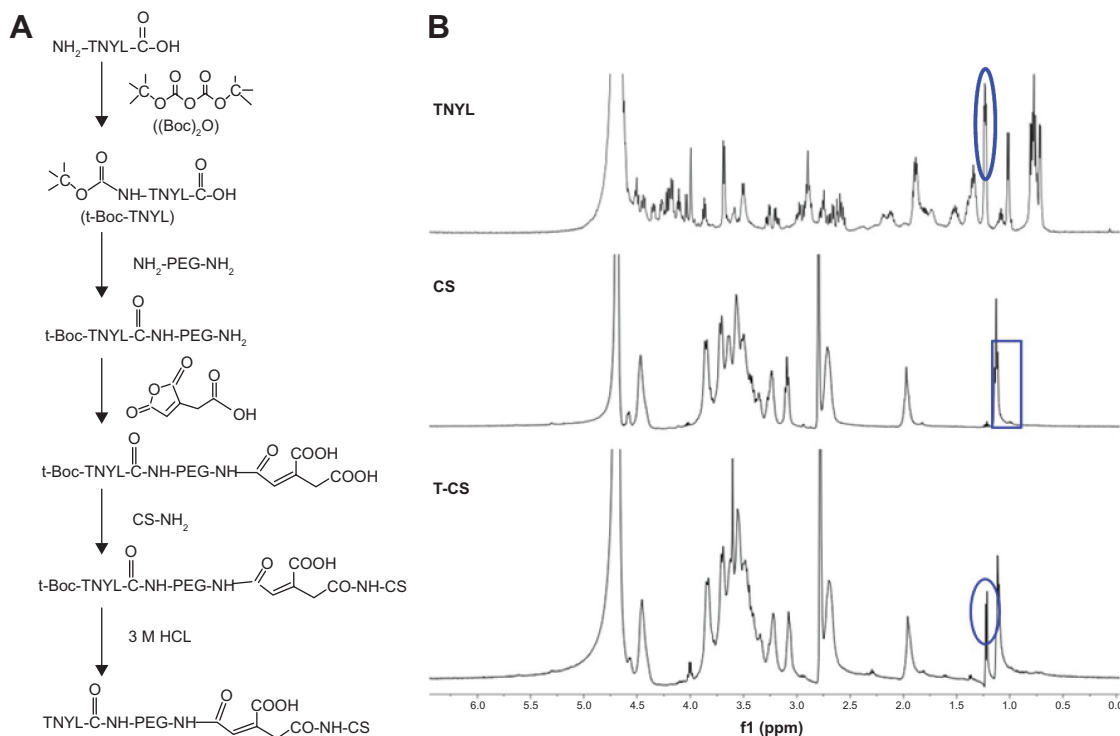 A
O
NH₂–TNYL–C–OH
C O O O O C
((Boc)₂O)
C O O NH–TNYL–C–OH O
(t-Boc-TNYL)
NH₂-PEG-NH₂
O
t-Boc-TNYL-C-NH-PEG-NH₂
O O O O OH
O O COOH
t-Boc-TNYL-C-NH-PEG-NH COOH
CS-NH₂
O O COOH
t-Boc-TNYL-C-NH-PEG-NH CO-NH-CS
3 M HCL
O O COOH
TNYL-C-NH-PEG-NH CO-NH-CS
B
TNYL
CS
T-CS
6.0 5.5 5.0 4.5 4.0 3.5 3.0 2.5 2.0 1.5 1.0 0.5 0.0
f1 (ppm)